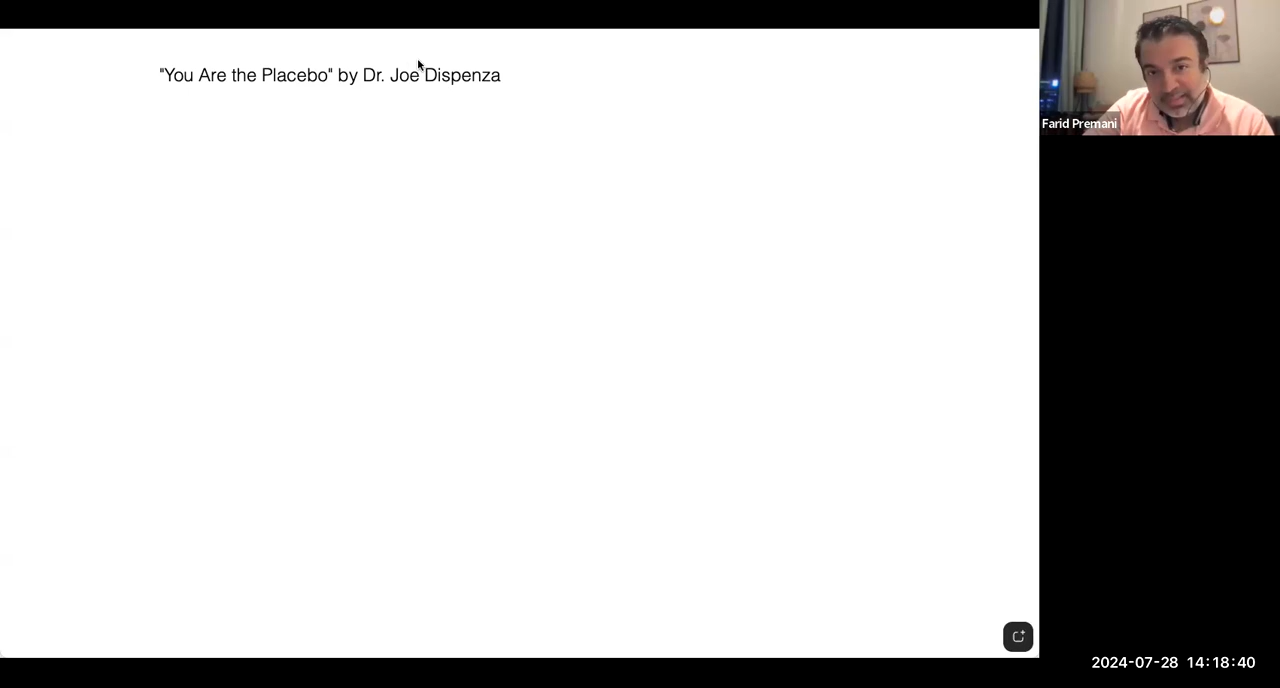 "You Are the Placebo" by Dr. Joe Dispenza
Farid Premani
2024-07-28 14:18:40